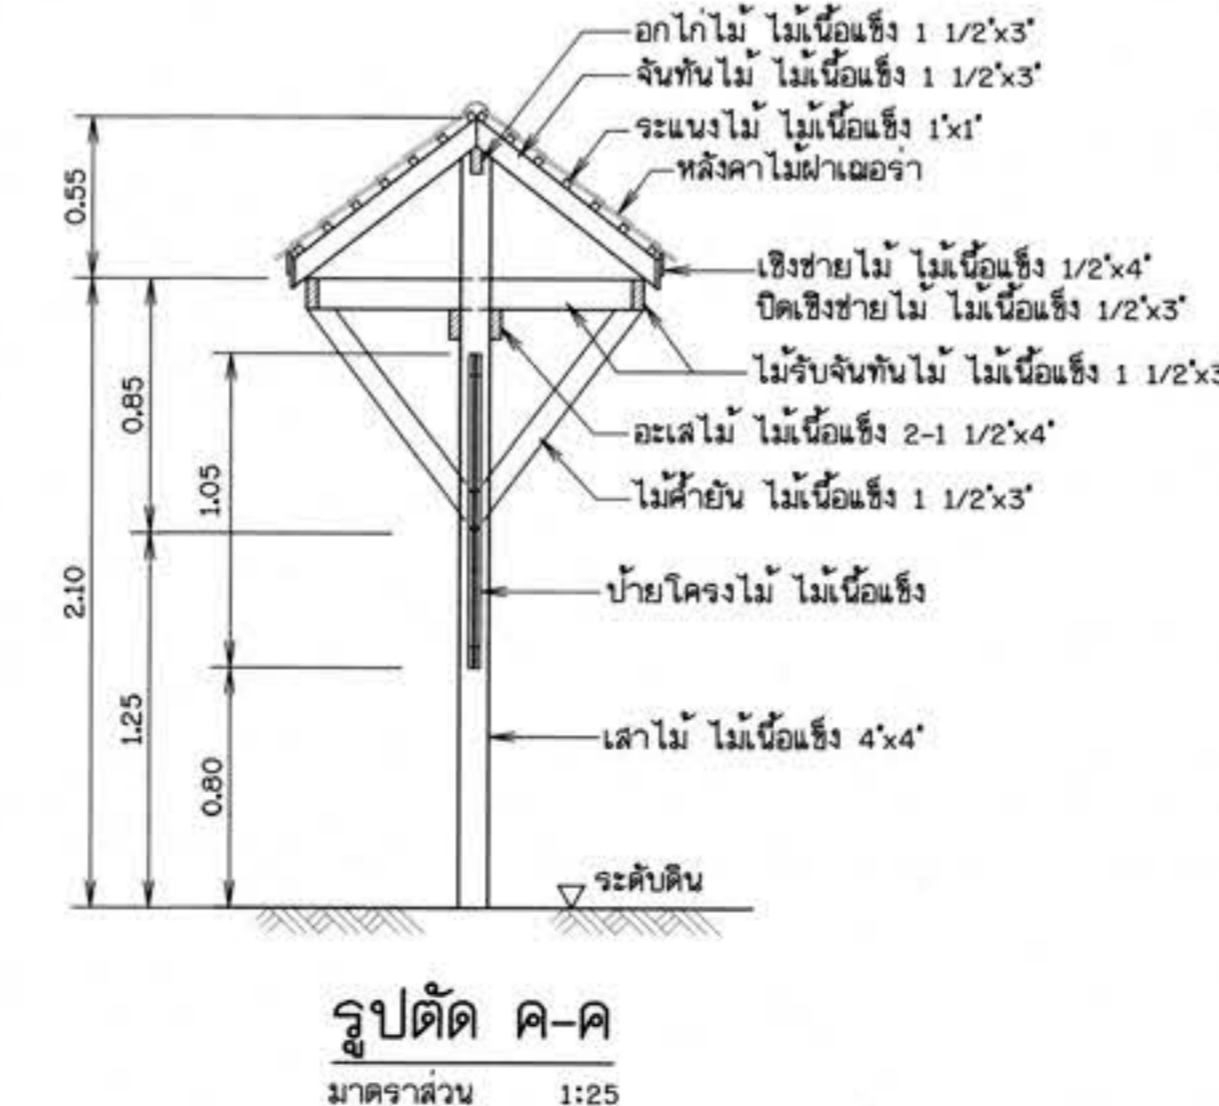 อกไก่ไม้ ไม้เนื้อแข็ง 1 1/2"x3"
จันทันไม้ ไม้เนื้อแข็ง 1 1/2"x3"
ระแนงไม้ ไม้เนื้อแข็ง 1"x1"
หลังคาไม้ฝาเฌอร่า
0.55
เชิงชายไม้ ไม้เนื้อแข็ง 1/2"x4"
ปิดเชิงชายไม้ ไม้เนื้อแข็ง 1/2"x3"
ไม้รับจันทันไม้ ไม้เนื้อแข็ง 1 1/2"x3
0.85
อะเสไม้ ไม้เนื้อแข็ง 2-1 1/2"x4"
1.05
ไม้ค้ำยัน ไม้เนื้อแข็ง 1 1/2"x3"
2.10
ป้ายโครงไม้ ไม้เนื้อแข็ง
1.25
เสาไม้ ไม้เนื้อแข็ง 4"x4"
0.80
ระดับดิน
รูปตัด ค-ค
มาตราส่วน 1:25